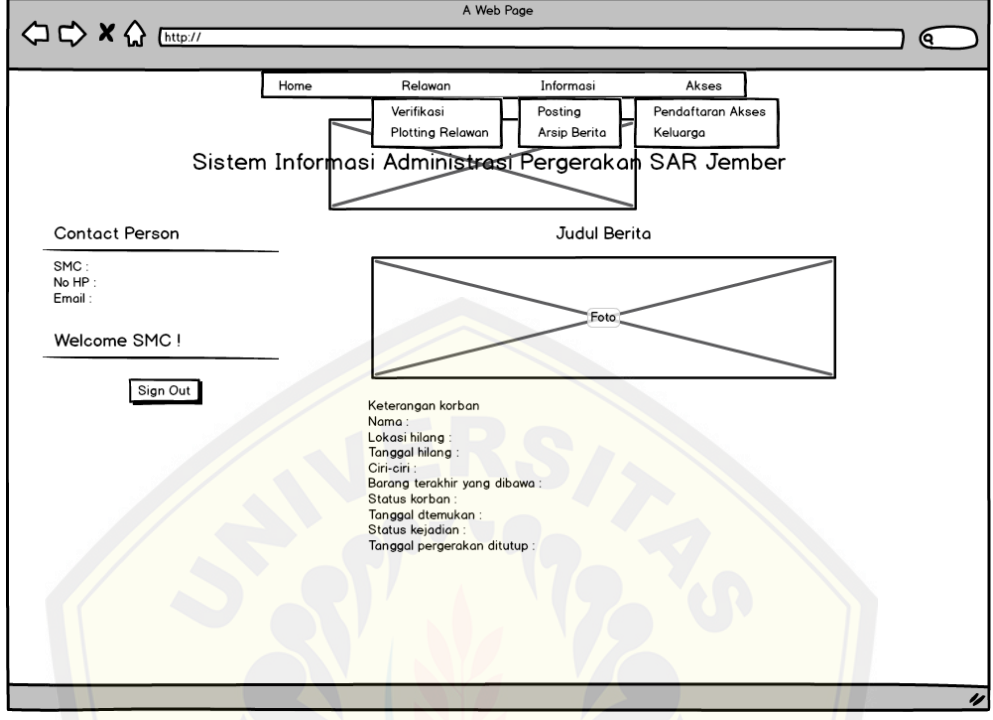 A Web Page
http://
Home Relawan Informasi Akses
Verifikasi Posting Pendaftaran Akses
Plotting Relawan Arsip Berita Keluarga
Sistem Informasi Administrasi Pergerakan SAR Jember
Contact Person
SMC :
No HP :
Email :
Welcome SMC !
Sign Out
Judul Berita
Foto
Keterangan korban
Nama :
Lokasi hilang :
Tanggal hilang :
Ciri-ciri :
Barang terakhir yang dibawa :
Status korban :
Tanggal dtemukan :
Status kejadian :
Tanggal pergerakan ditutup :
UNIVERSITAS